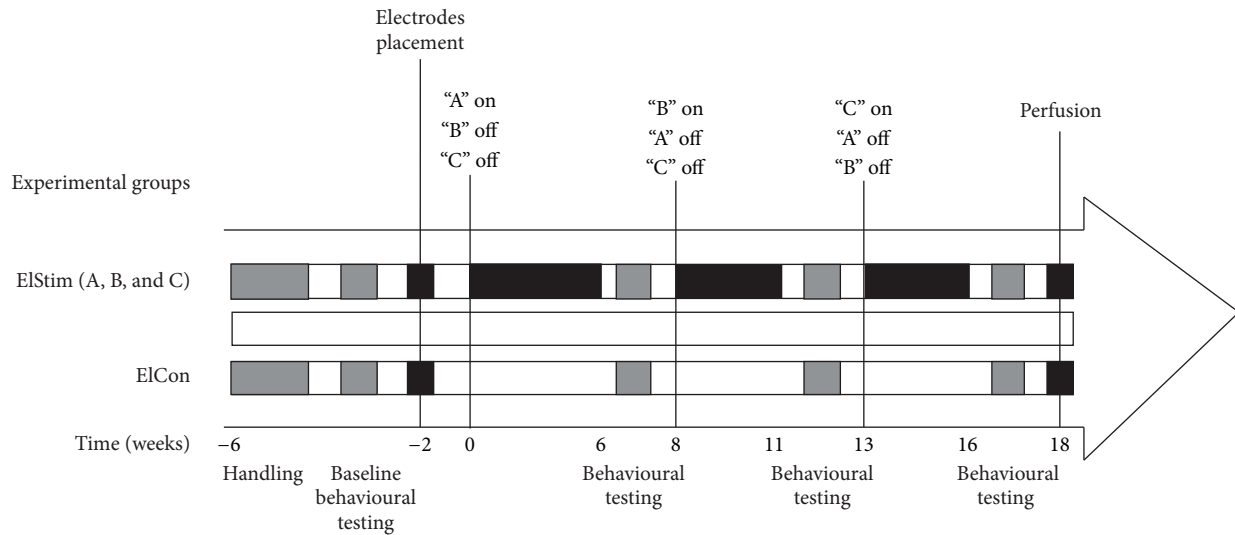 Electrodes
placement
“A” on
“B” off
“C” off
“B” on
“A” off
“C” off
“C” on
“A” off
“B” off
Perfusion
Experimental groups
ElStim (A, B, and C)
ElCon
Time (weeks)
−6 −2 0 6 8 11 13 16 18
Handling
Baseline
behavioural
testing
Behavioural
testing
Behavioural
testing
Behavioural
testing